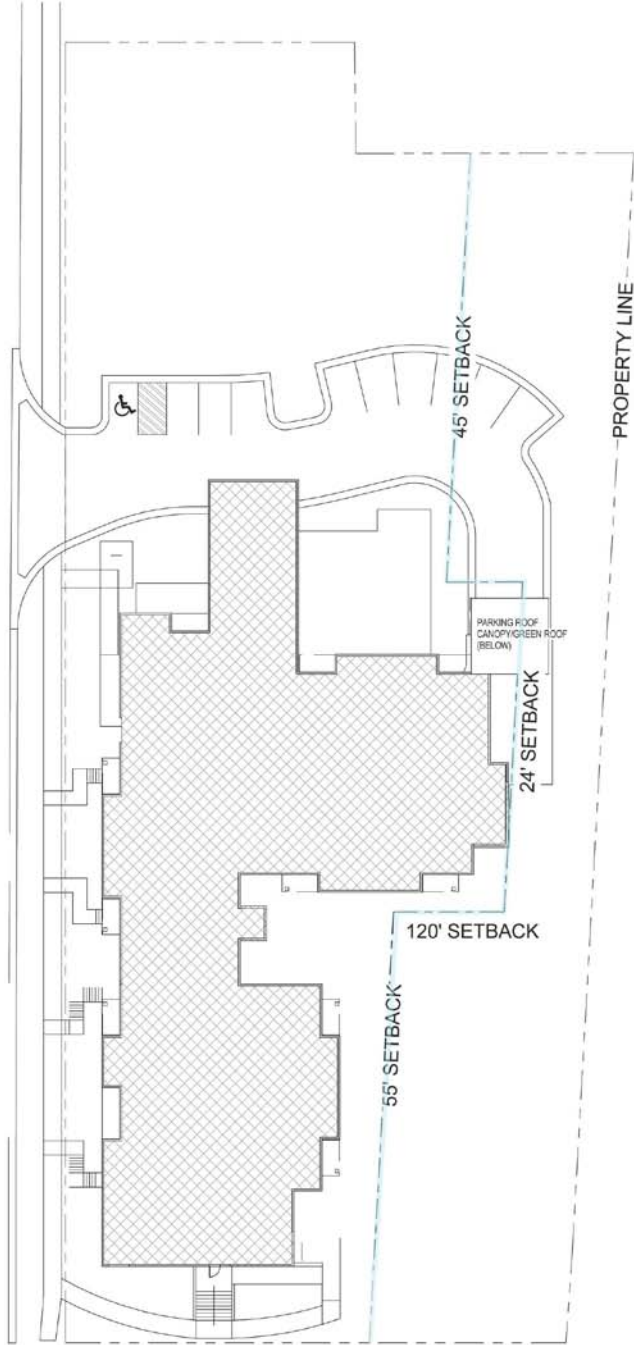 45' SETBACK
PROPERTY LINE
PARKING ROOF
CANOPY/GREEN ROOF
(BELOW)
24' SETBACK
120' SETBACK
55' SETBACK